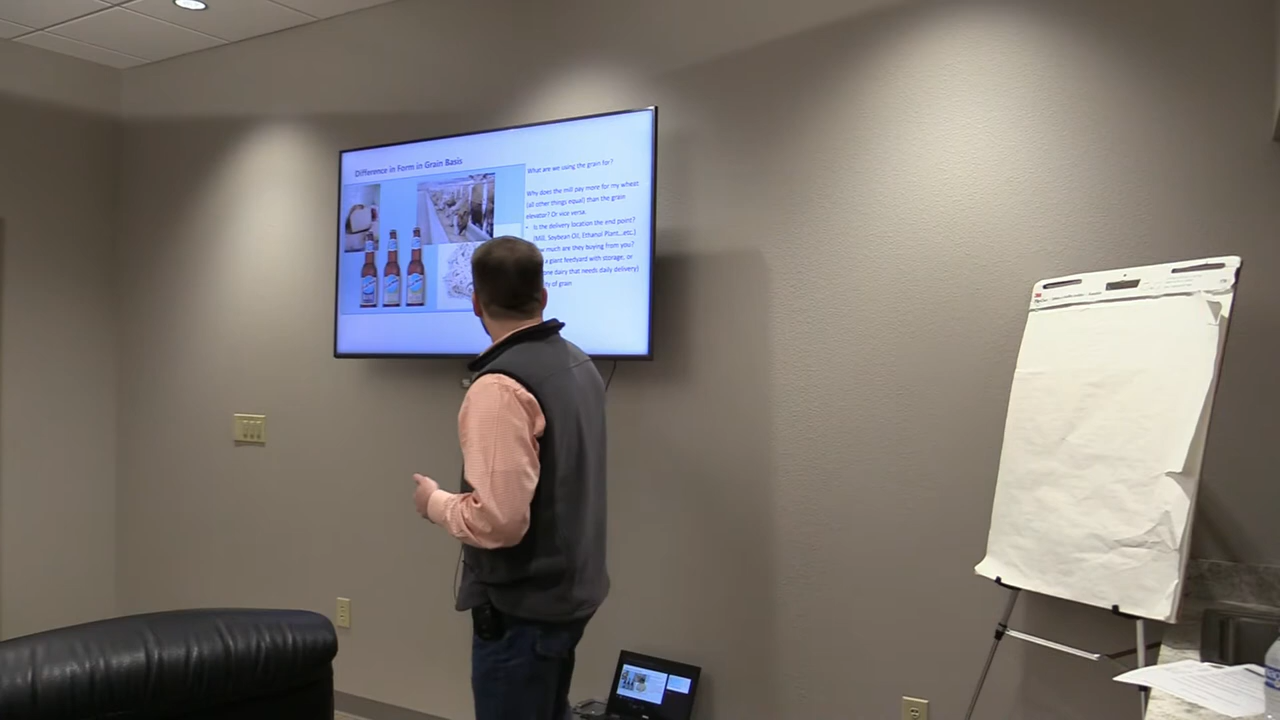 Difference in Form in Grain Basis
What are we using the grain for?
Why does the mill pay more for my wheat
(all other things equal) than the grain
elevator? Or vice versa.
• Is the delivery location the end point?
(Mill, Soybean Oil, Ethanol Plant...etc.)
much are they buying from you?
a giant feedyard with storage, or
one dairy that needs daily delivery)
of grain
3M